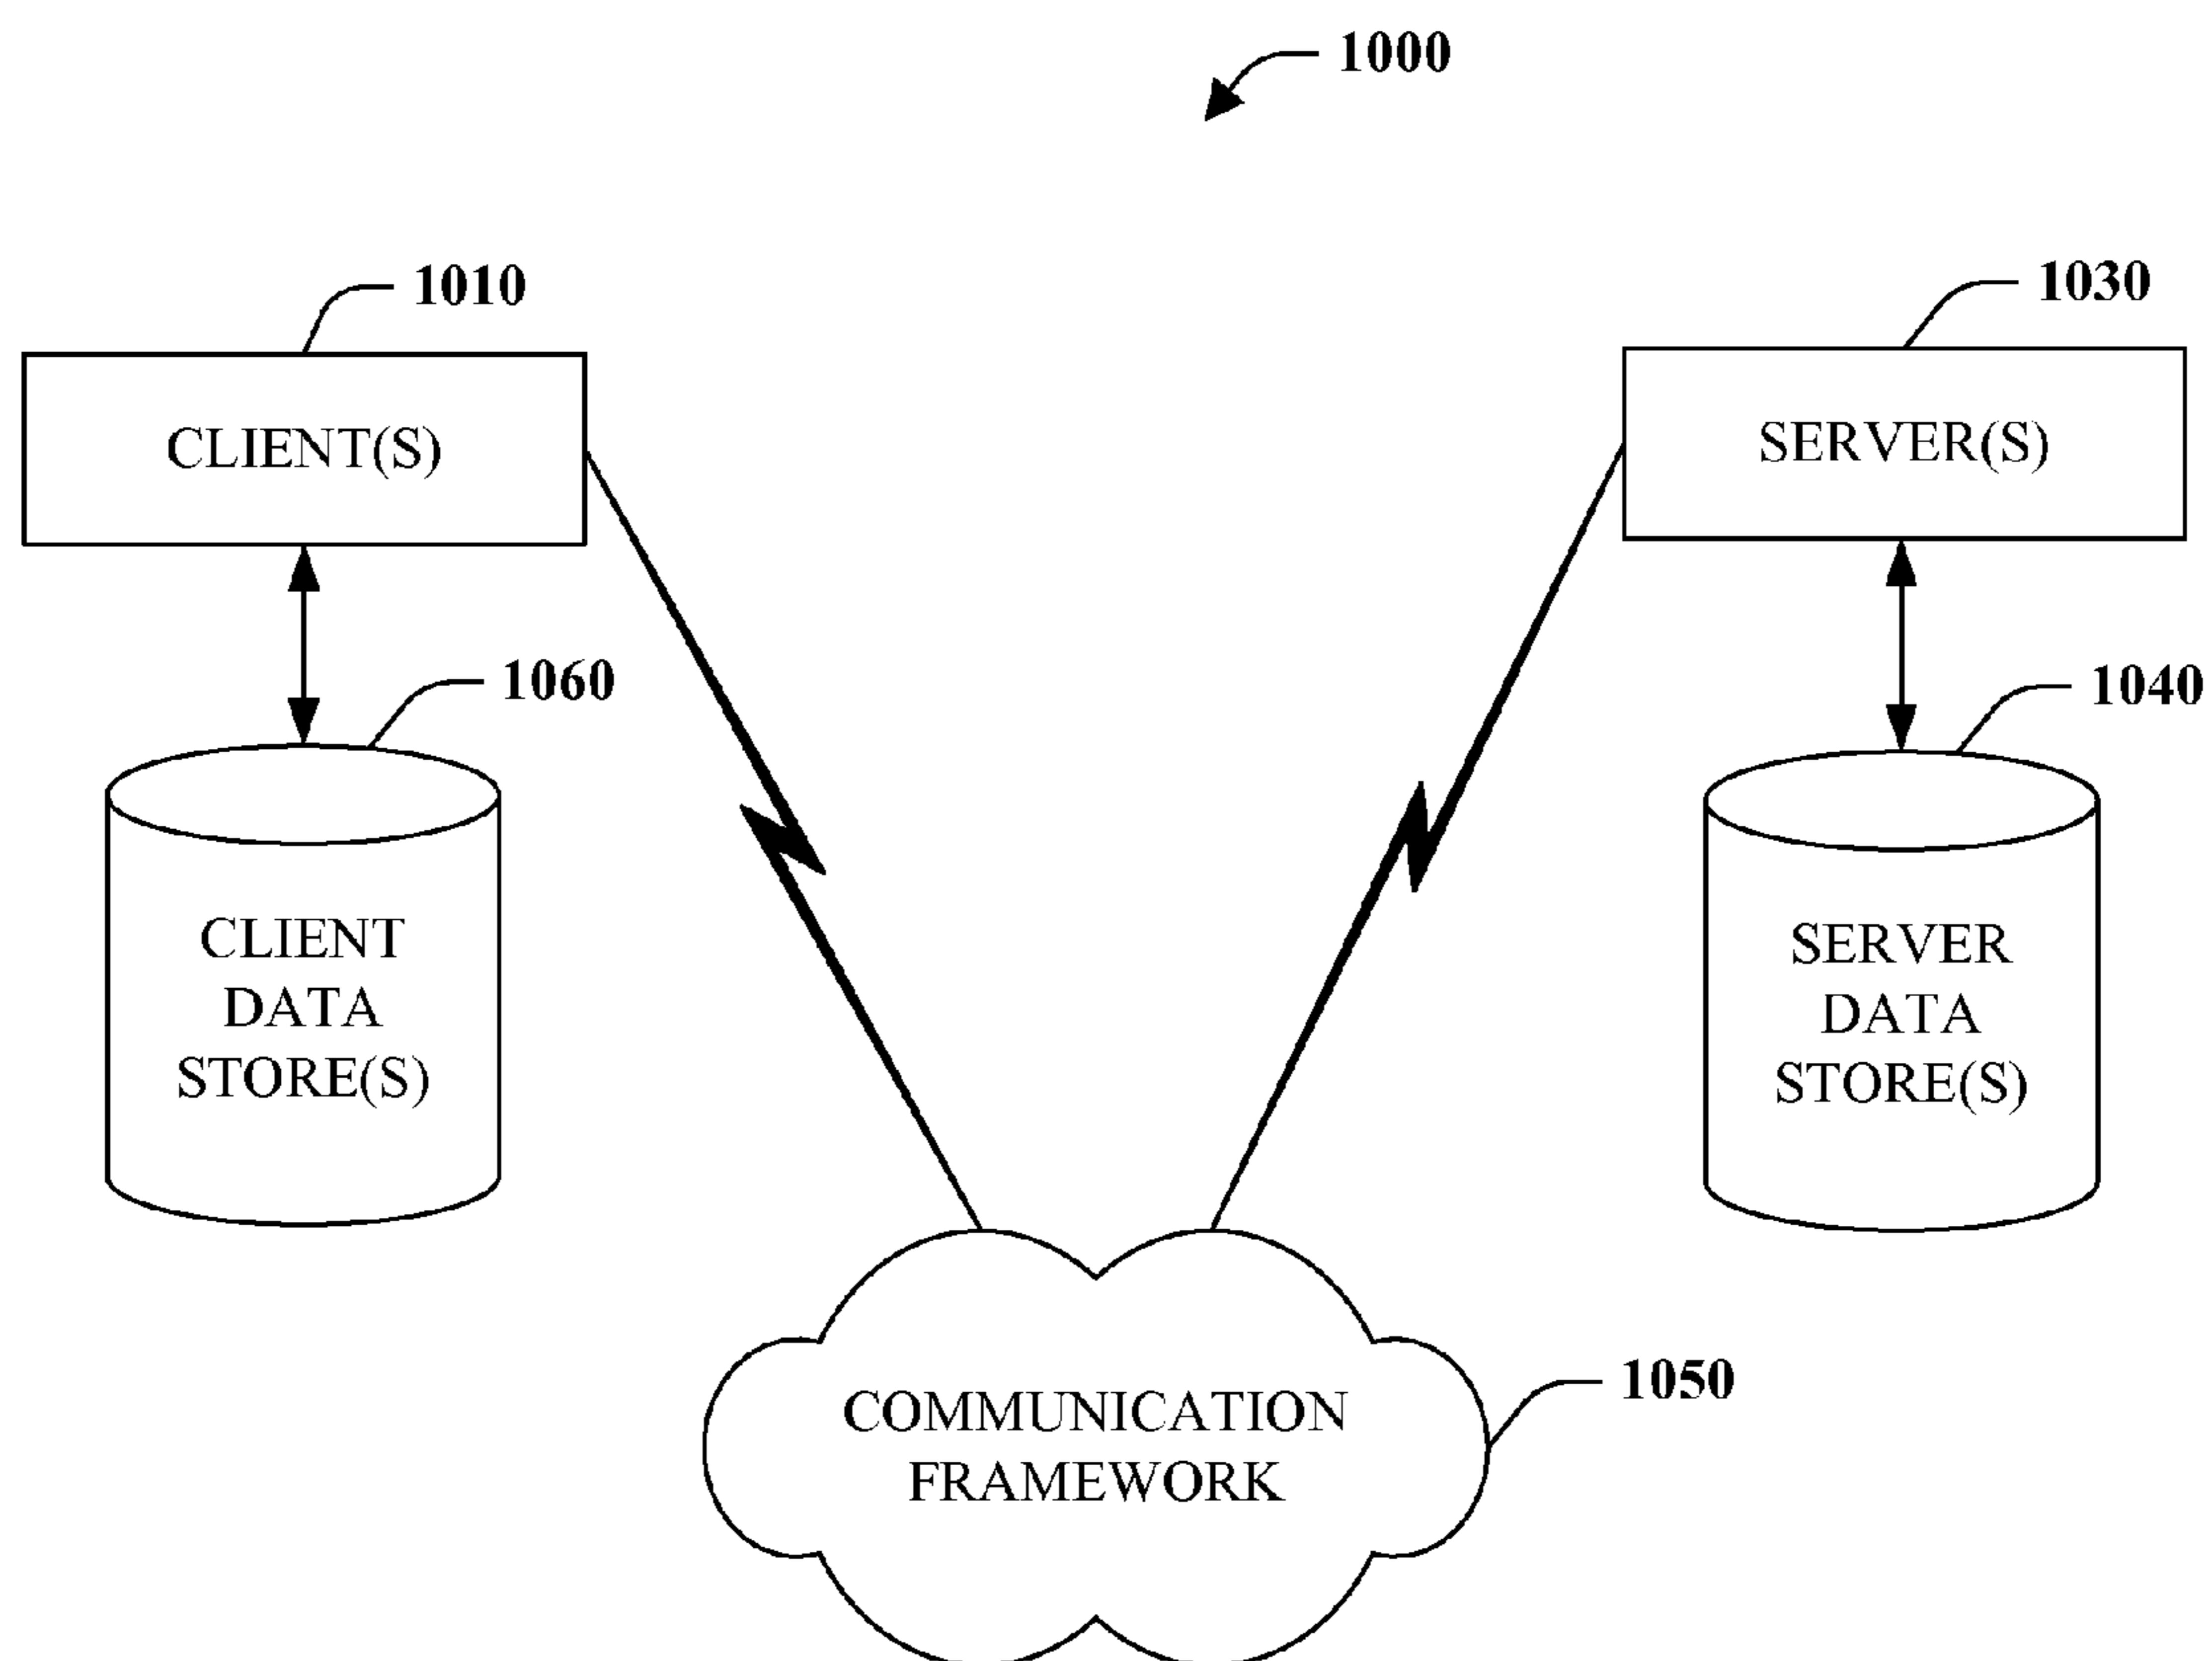 1000
1010
1030
CLIENT(S)
SERVER(S)
1060
1040
CLIENT
DATA
STORE(S)
SERVER
DATA
STORE(S)
1050
COMMUNICATION
FRAMEWORK